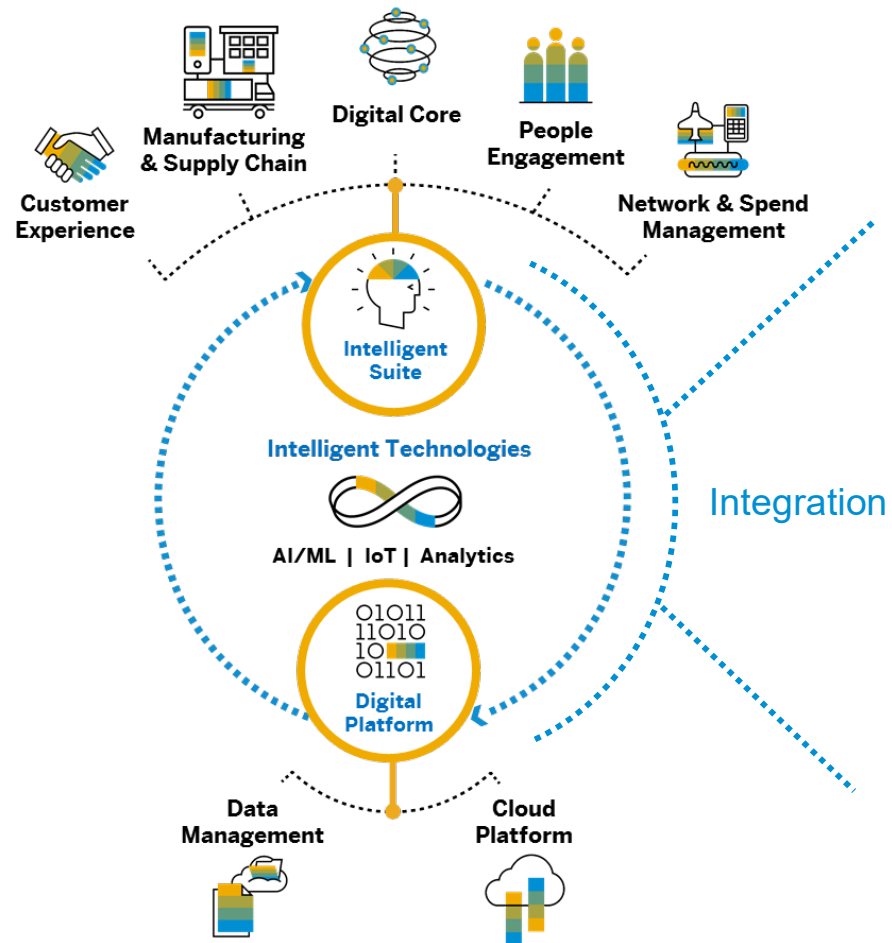 Digital Core
Manufacturing
& Supply Chain
People
Engagement
Customer
Experience
Network & Spend
Management
Intelligent
Suite
Intelligent Technologies
Integration
AI/ML | IoT | Analytics
01011
11010
10
01101
Digital
Platform
Data
Management
Cloud
Platform